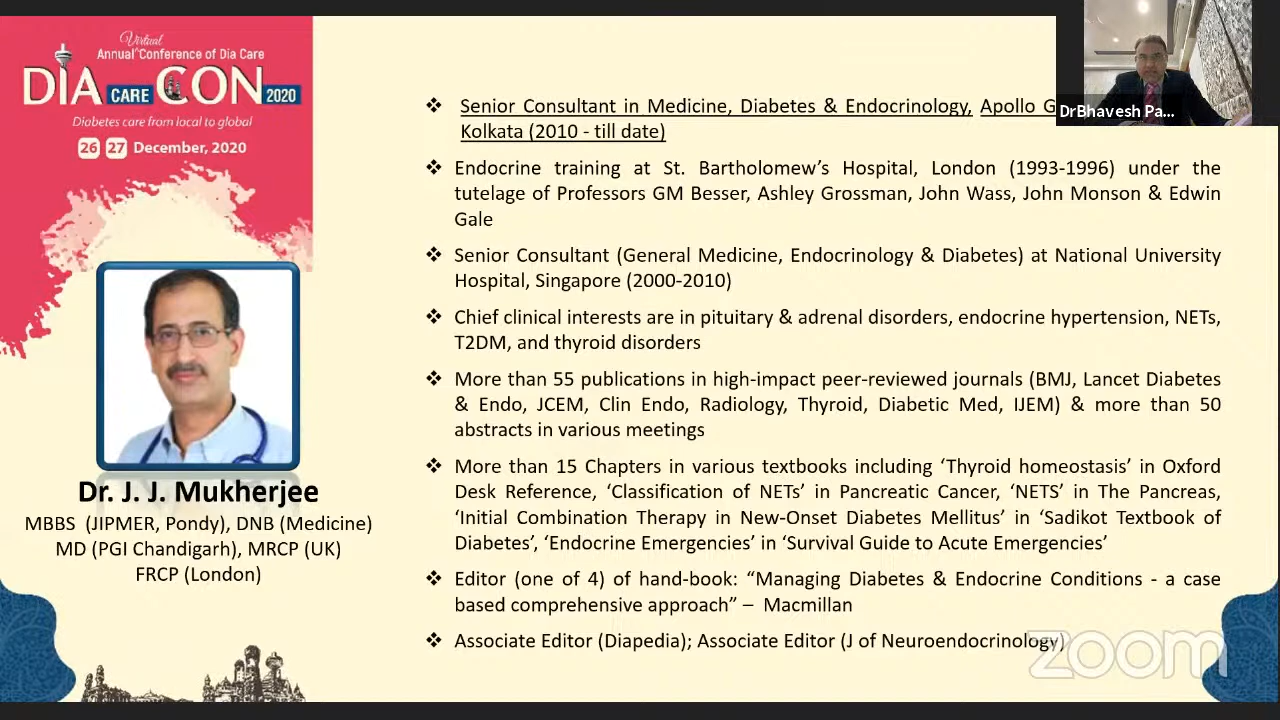 Virtual
Annual Conference of Dia Care
DIA CARE CON 2020
Diabetes care from local to global
26 27 December, 2020
Dr. J. J. Mukherjee
MBBS (JIPMER, Pondy), DNB (Medicine)
MD (PGI Chandigarh), MRCP (UK)
FRCP (London)
❖ Senior Consultant in Medicine, Diabetes & Endocrinology, Apollo G
Kolkata (2010 - till date)
❖ Endocrine training at St. Bartholomew’s Hospital, London (1993-1996) under the
tutelage of Professors GM Besser, Ashley Grossman, John Wass, John Monson & Edwin
Gale
❖ Senior Consultant (General Medicine, Endocrinology & Diabetes) at National University
Hospital, Singapore (2000-2010)
❖ Chief clinical interests are in pituitary & adrenal disorders, endocrine hypertension, NETs,
T2DM, and thyroid disorders
❖ More than 55 publications in high-impact peer-reviewed journals (BMJ, Lancet Diabetes
& Endo, JCEM, Clin Endo, Radiology, Thyroid, Diabetic Med, IJEM) & more than 50
abstracts in various meetings
❖ More than 15 Chapters in various textbooks including ‘Thyroid homeostasis’ in Oxford
Desk Reference, ‘Classification of NETs’ in Pancreatic Cancer, ‘NETS’ in The Pancreas,
‘Initial Combination Therapy in New-Onset Diabetes Mellitus’ in ‘Sadikot Textbook of
Diabetes’, ‘Endocrine Emergencies’ in ‘Survival Guide to Acute Emergencies’
❖ Editor (one of 4) of hand-book: “Managing Diabetes & Endocrine Conditions - a case
based comprehensive approach” – Macmillan
❖ Associate Editor (Diapedia); Associate Editor (J of Neuroendocrinology)
DrBhavesh Pa...
zoom